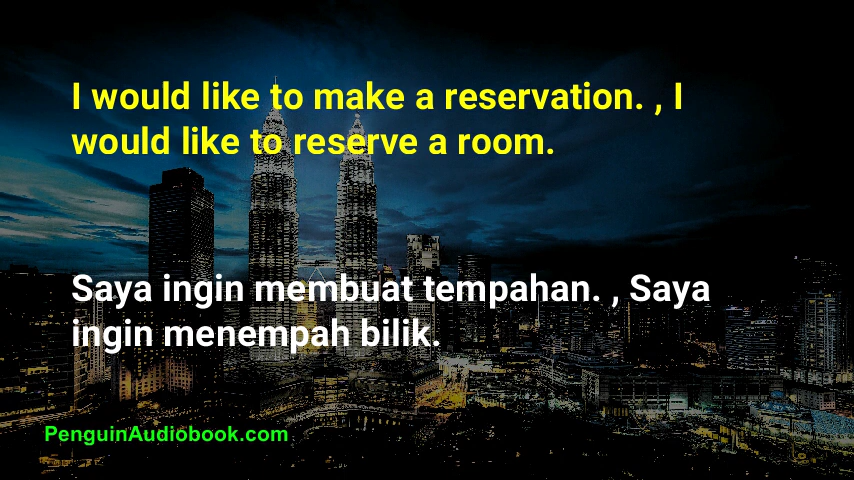 I would like to make a reservation. , I
would like to reserve a room.
Saya ingin membuat tempahan. , Saya
ingin menempah bilik.
PenguinAudiobook.com